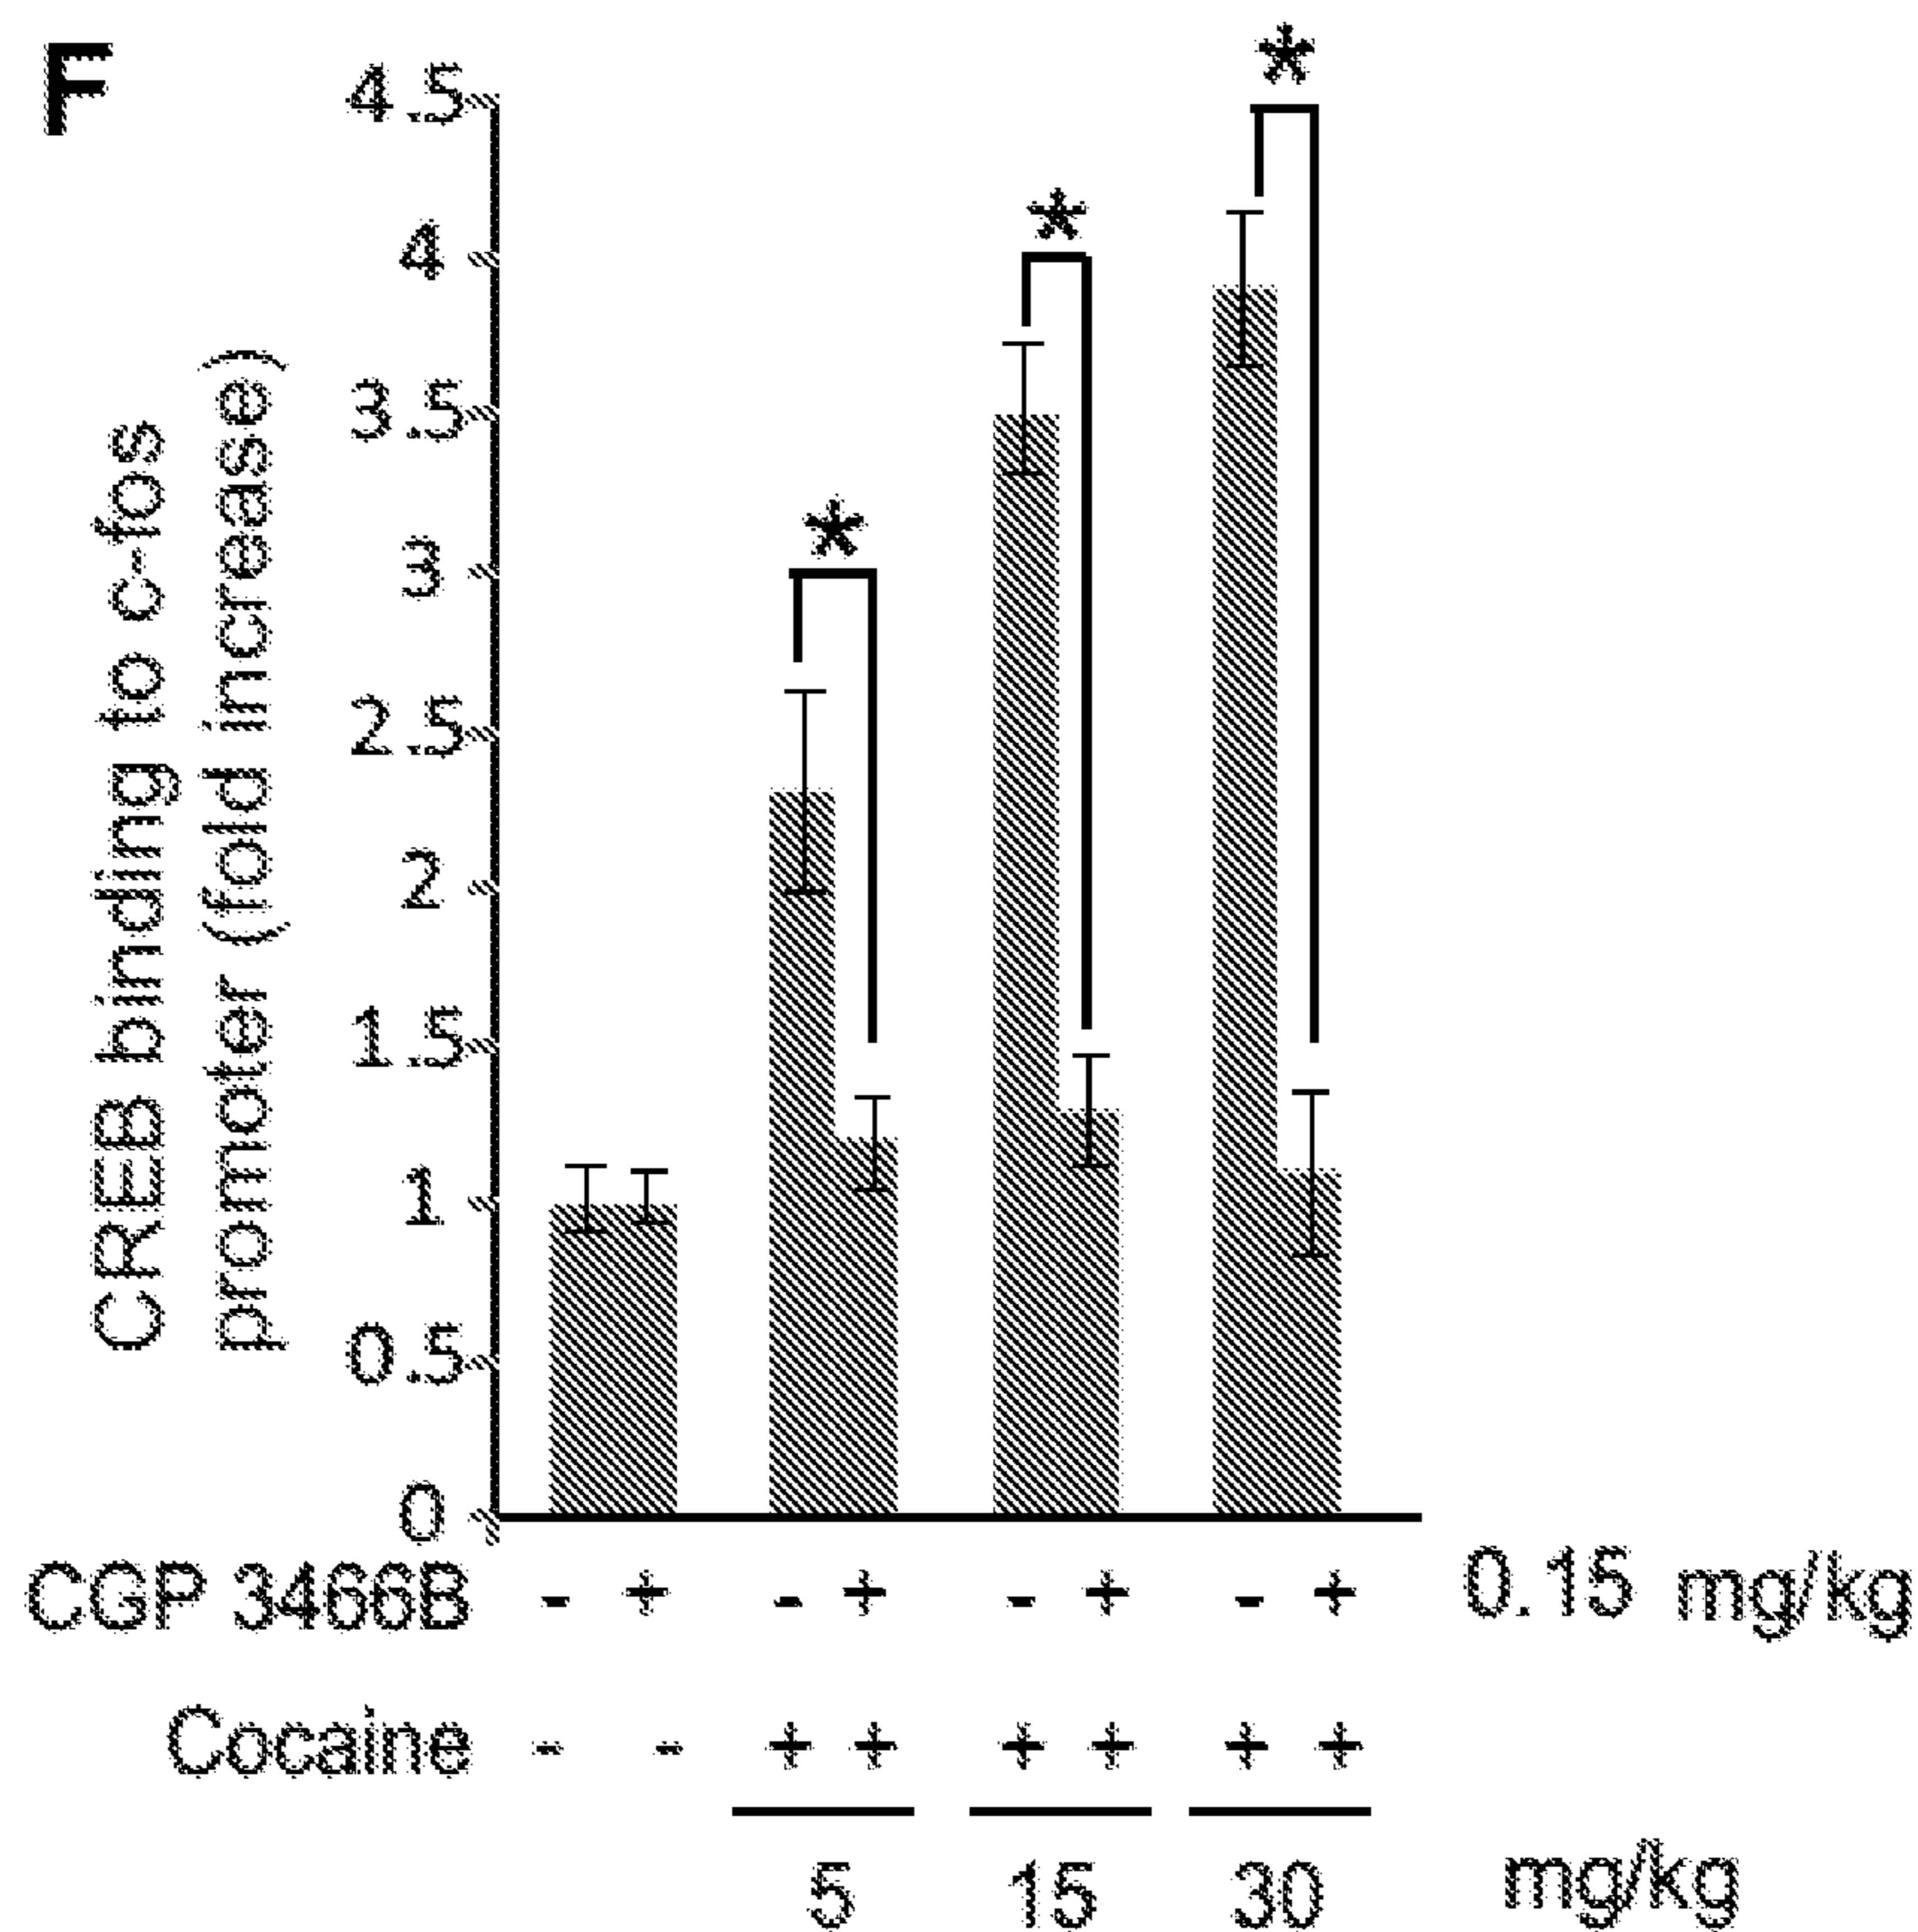 F
*
*
*
4.5
4
3.5
3
2.5
2
1.5
1
0.5
0
CREB binding to c-fos
promoter (fold increase)
CGP 3466B - + - + - + - + 0.15 mg/kg
Cocaine - - + + + + + +
5 15 30 mg/kg